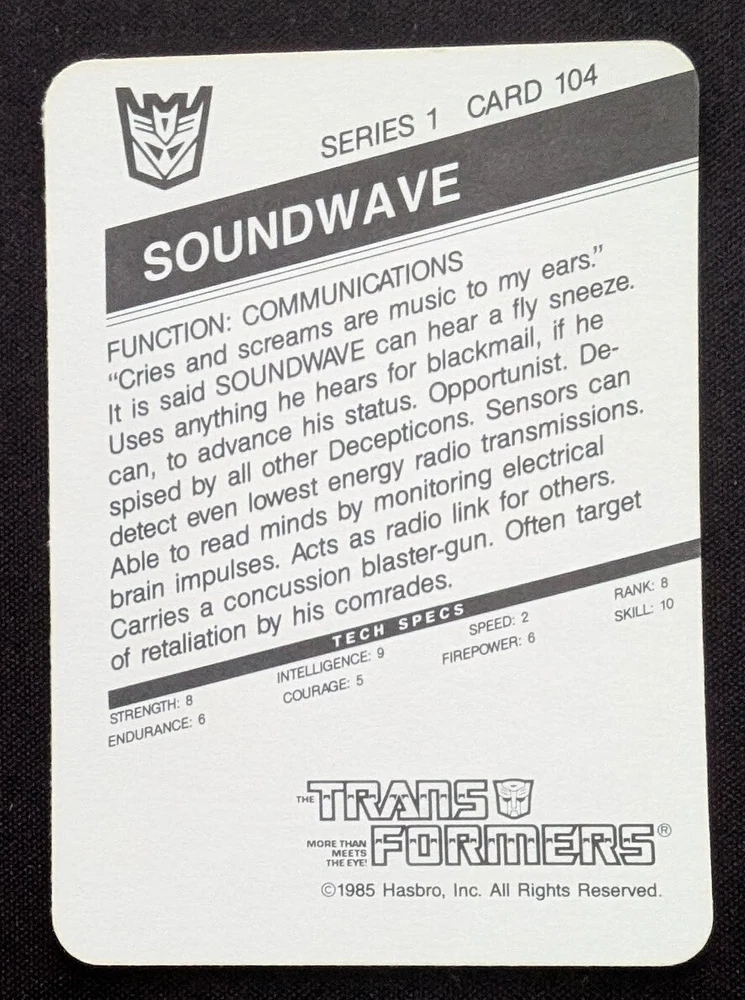 SERIES 1 CARD 104
SOUNDWAVE
FUNCTION: COMMUNICATIONS
“Cries and screams are music to my ears.”
It is said SOUNDWAVE can hear a fly sneeze.
Uses anything he hears for blackmail, if he
can, to advance his status. Opportunist. De-
spised by all other Decepticons. Sensors can
detect even lowest energy radio transmissions.
Able to read minds by monitoring electrical
brain impulses. Acts as radio link for others.
Carries a concussion blaster-gun. Often target
of retaliation by his comrades.
TECH SPECS
STRENGTH: 8 INTELLIGENCE: 9 SPEED: 2 RANK: 8
ENDURANCE: 6 COURAGE: 5 FIREPOWER: 6 SKILL: 10
THE TRANSFORMERS®
MORE THAN
MEETS
THE EYE!
©1985 Hasbro, Inc. All Rights Reserved.